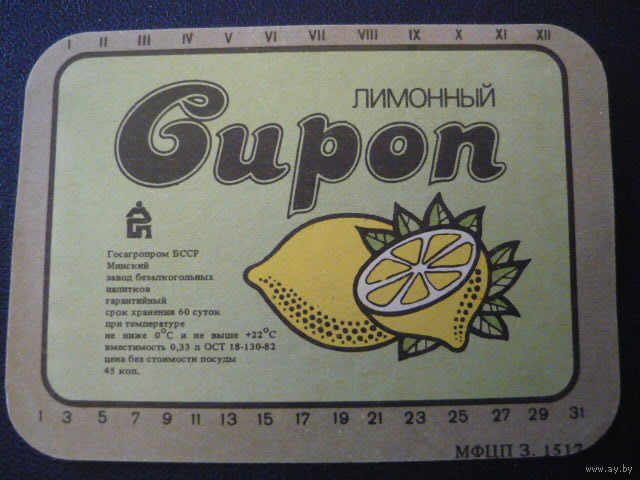 I II III IV V VI VII VIII IX X XI XII
ЛИМОННЫЙ
Сироп
Госагропром БССР
Минский
завод безалкогольных
напитков
гарантийный
срок хранения 60 суток
при температуре
не ниже 0°С и не выше +22°С
вместимость 0,33 л ОСТ 18-130-82
цена без стоимости посуды
45 коп.
1 3 5 7 9 11 13 15 17 19 21 23 25 27 29 31
МФЦП З. 1517
www.ay.by